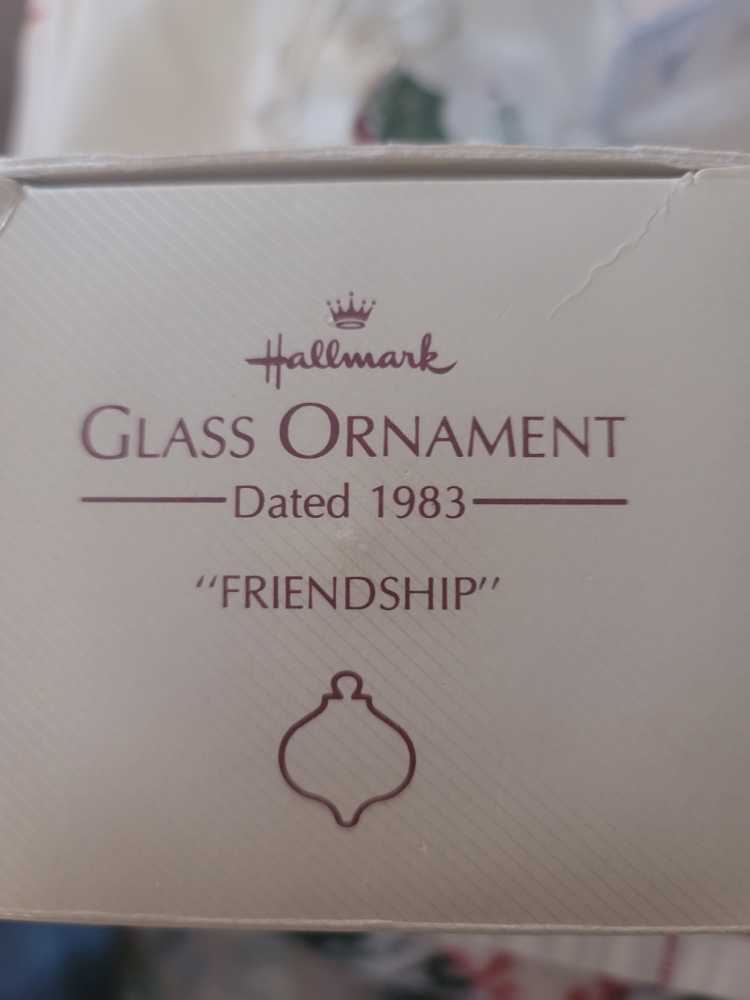 Hallmark
GLASS ORNAMENT
Dated 1983
“FRIENDSHIP”